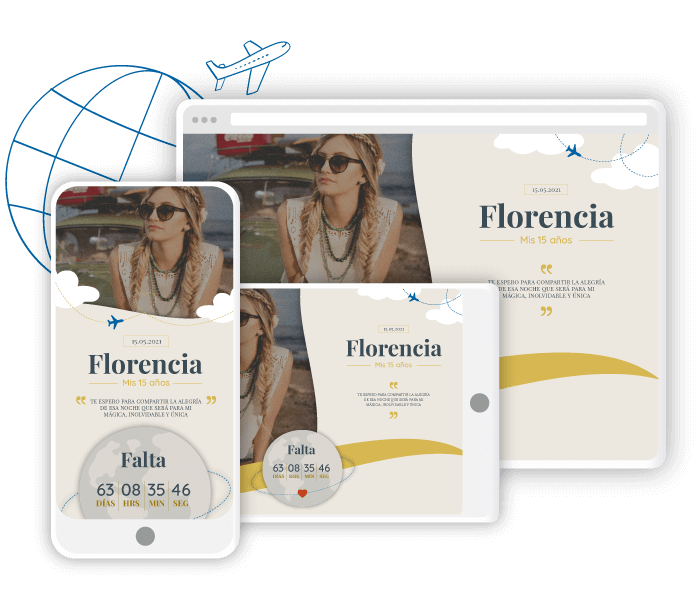 15.05.2021
Florencia
Mis 15 años
TE ESPERO PARA COMPARTIR LA ALEGRÍA
DE ESA NOCHE QUE SERÁ PARA MI
MÁGICA, INOLVIDABLE Y ÚNICA
15.05.2021
Florencia
Mis 15 años
“ TE ESPERO PARA COMPARTIR LA ALEGRÍA ”
DE ESA NOCHE QUE SERÁ PARA MI
MÁGICA, INOLVIDABLE Y ÚNICA
Falta
63 08 35 46
DÍAS HRS MIN SEG
15.05.2021
Florencia
Mis 15 años
“
TE ESPERO PARA COMPARTIR LA ALEGRÍA
DE ESA NOCHE QUE SERÁ PARA MI
MÁGICA, INOLVIDABLE Y ÚNICA
”
Falta
63 08 35 46
DÍAS HRS MIN SEG